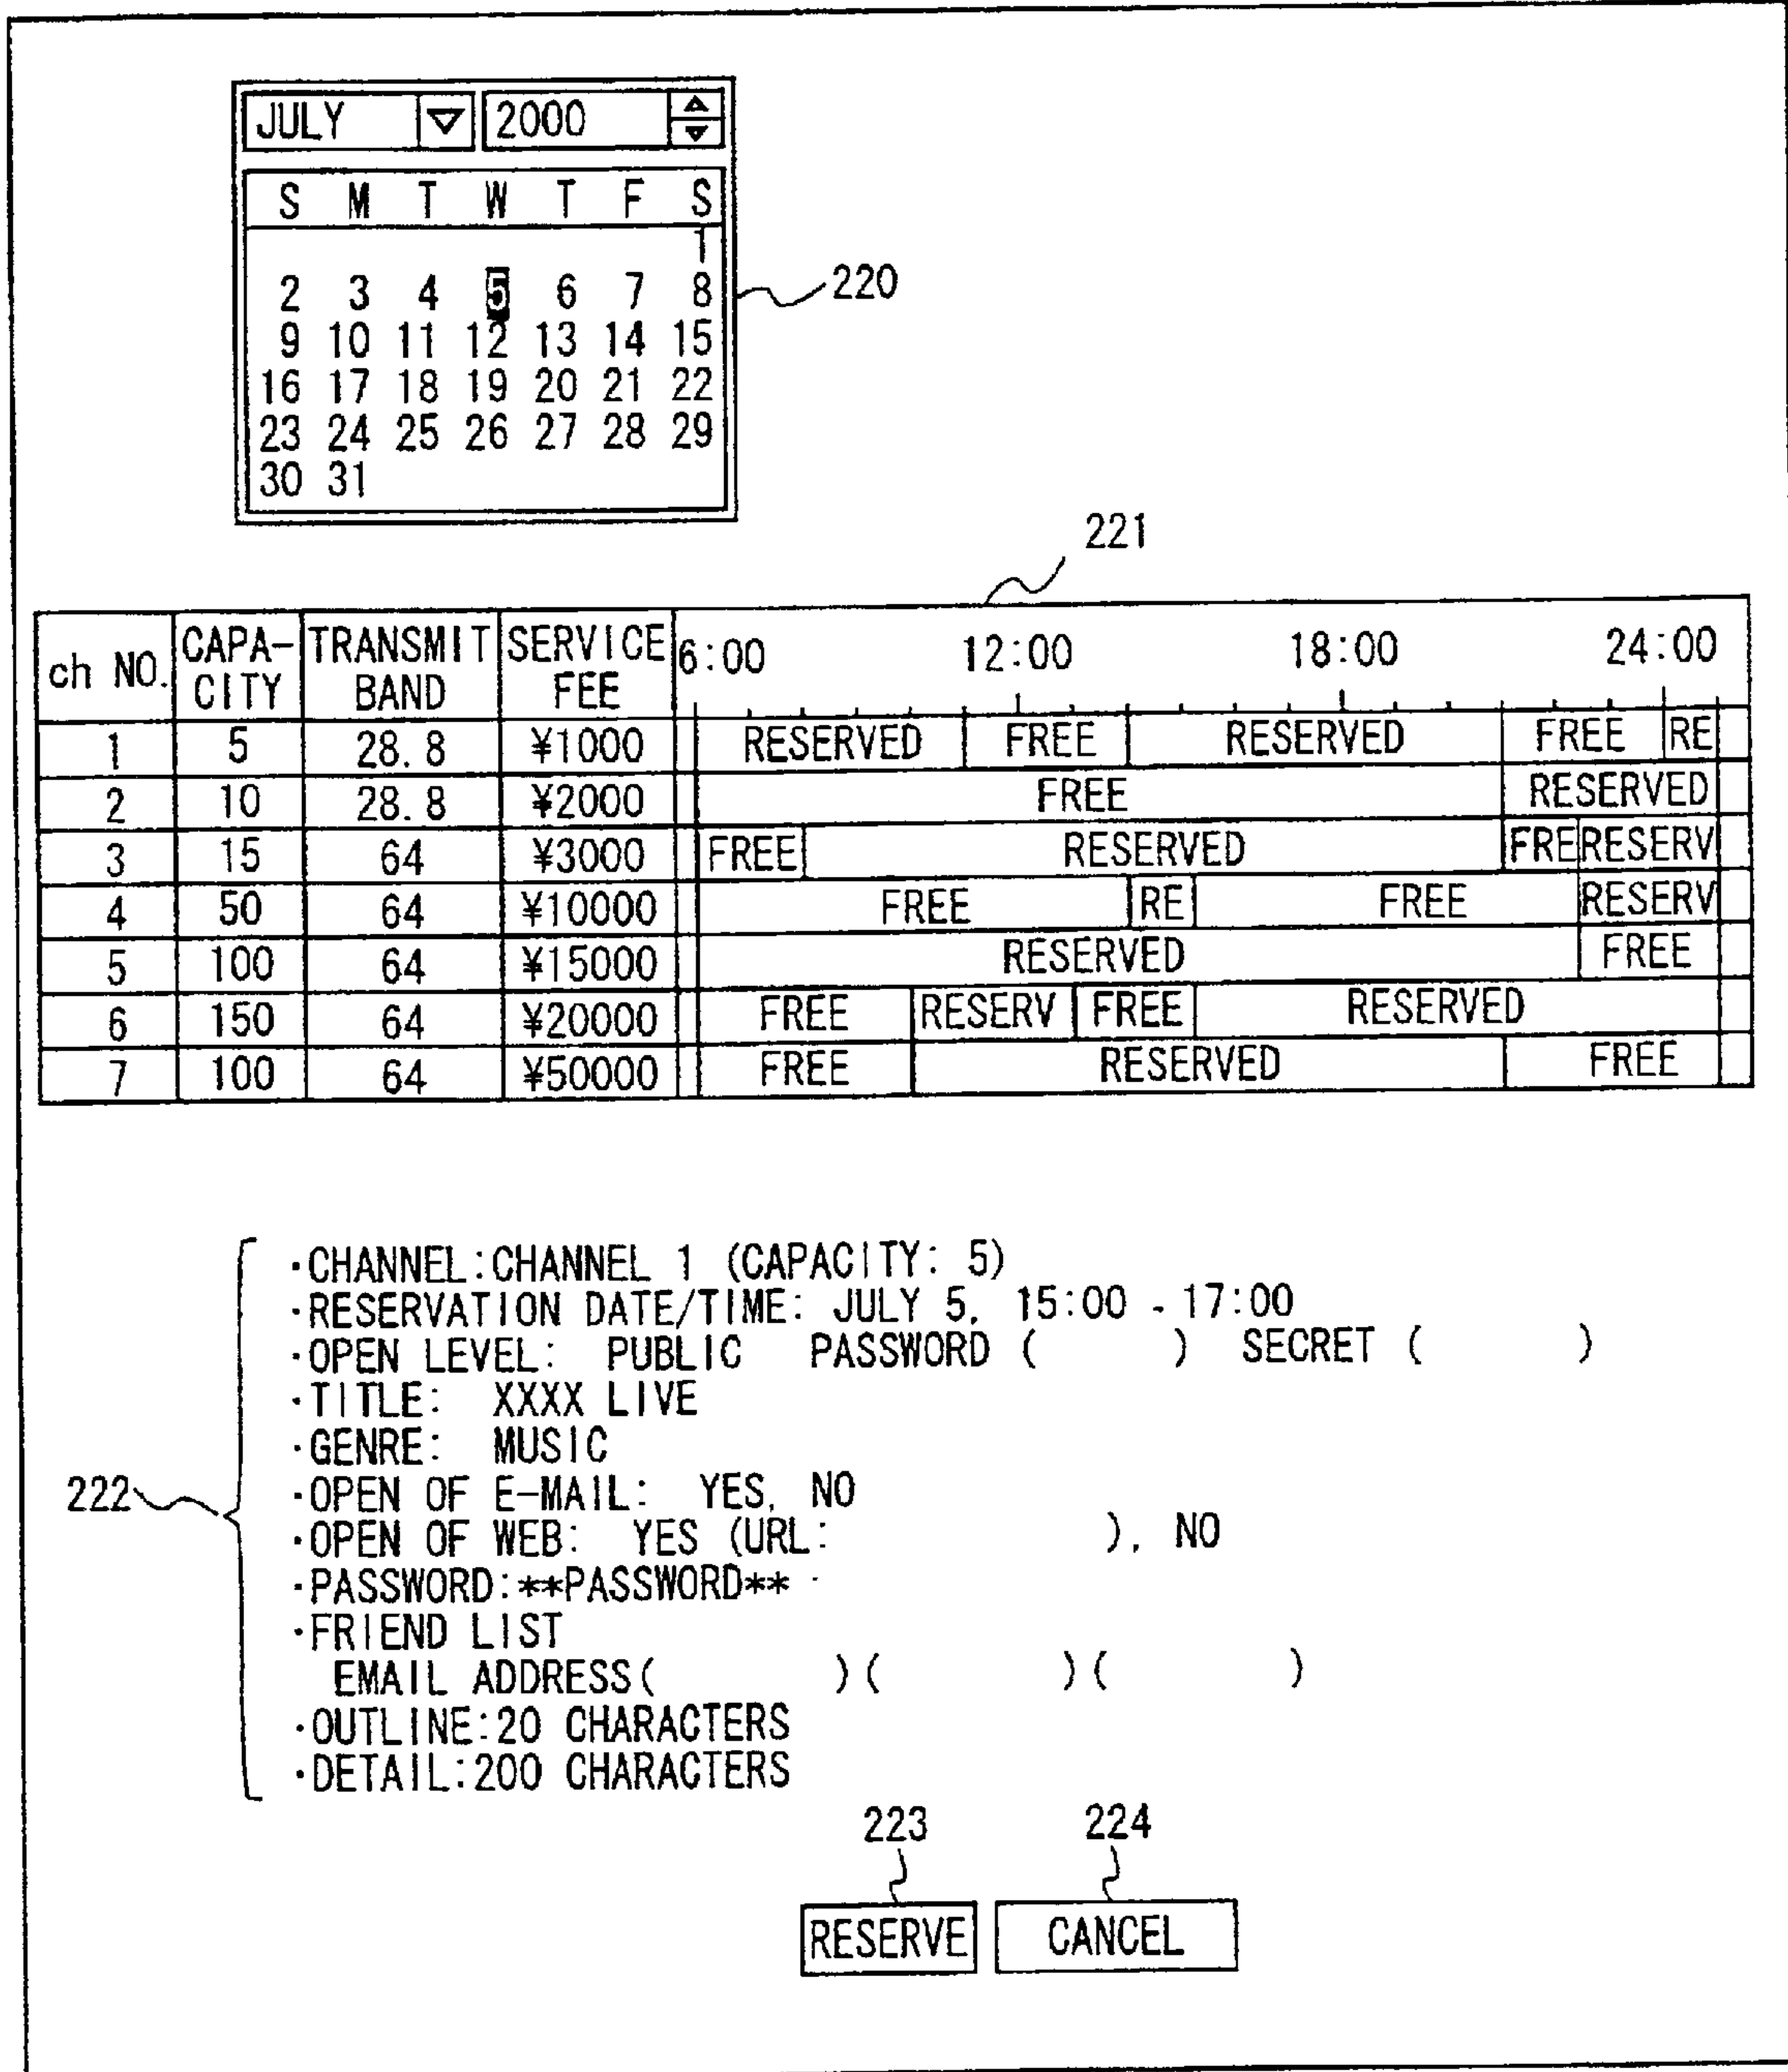 JULY 2000
S M T W T F S
1
2 3 4 5 6 7 8
9 10 11 12 13 14 15
16 17 18 19 20 21 22
23 24 25 26 27 28 29
30 31
220
221
ch NO. CAPA-CITY TRANSMIT BAND SERVICE FEE 6:00 12:00 18:00 24:00
1 5 28.8 ¥1000 RESERVED FREE RESERVED FREE RE
2 10 28.8 ¥2000 FREE RESERVED
3 15 64 ¥3000 FREE RESERVED FRE RESERV
4 50 64 ¥10000 FREE RE FREE RESERV
5 100 64 ¥15000 RESERVED FREE
6 150 64 ¥20000 FREE RESERV FREE RESERVED
7 100 64 ¥50000 FREE RESERVED FREE
222
·CHANNEL:CHANNEL 1 (CAPACITY: 5)
·RESERVATION DATE/TIME: JULY 5, 15:00 - 17:00
·OPEN LEVEL: PUBLIC PASSWORD ( ) SECRET ( )
·TITLE: XXXX LIVE
·GENRE: MUSIC
·OPEN OF E-MAIL: YES, NO
·OPEN OF WEB: YES (URL: ), NO
·PASSWORD:**PASSWORD**
·FRIEND LIST
EMAIL ADDRESS( )( )( )
·OUTLINE:20 CHARACTERS
·DETAIL:200 CHARACTERS
223 224
RESERVE CANCEL